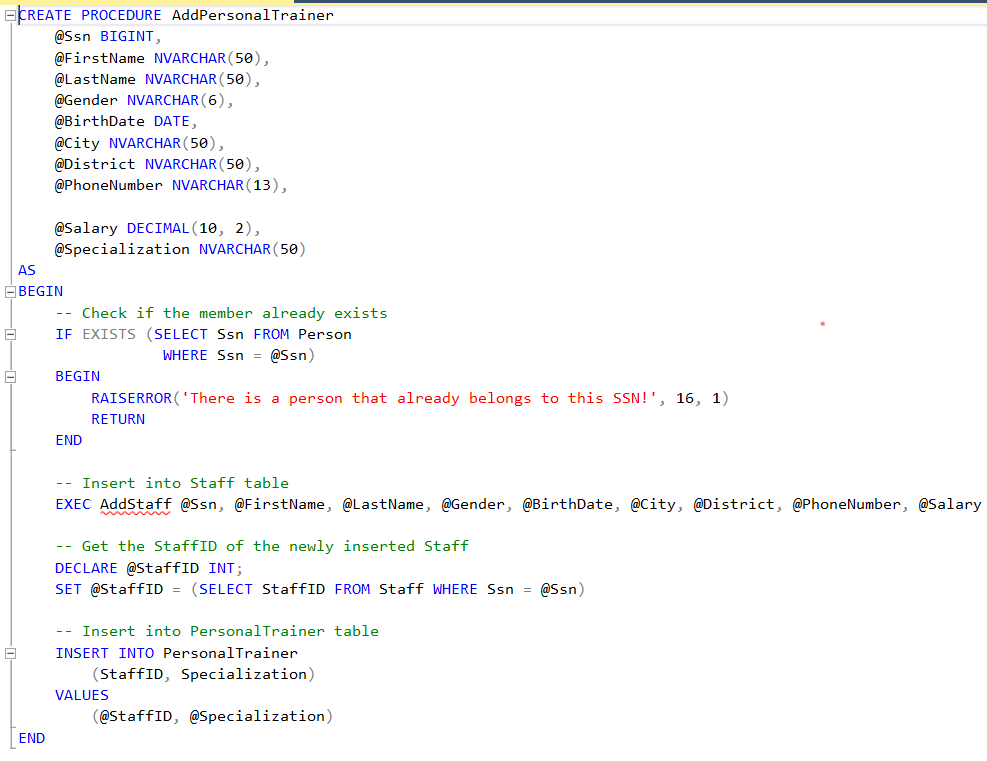 CREATE PROCEDURE AddPersonalTrainer
    @Ssn BIGINT,
    @FirstName NVARCHAR(50),
    @LastName NVARCHAR(50),
    @Gender NVARCHAR(6),
    @BirthDate DATE,
    @City NVARCHAR(50),
    @District NVARCHAR(50),
    @PhoneNumber NVARCHAR(13),

    @Salary DECIMAL(10, 2),
    @Specialization NVARCHAR(50)
AS
BEGIN
    -- Check if the member already exists
    IF EXISTS (SELECT Ssn FROM Person
                WHERE Ssn = @Ssn)
    BEGIN
        RAISERROR('There is a person that already belongs to this SSN!', 16, 1)
        RETURN
    END

    -- Insert into Staff table
    EXEC AddStaff @Ssn, @FirstName, @LastName, @Gender, @BirthDate, @City, @District, @PhoneNumber, @Salary

    -- Get the StaffID of the newly inserted Staff
    DECLARE @StaffID INT;
    SET @StaffID = (SELECT StaffID FROM Staff WHERE Ssn = @Ssn)

    -- Insert into PersonalTrainer table
    INSERT INTO PersonalTrainer
        (StaffID, Specialization)
    VALUES
        (@StaffID, @Specialization)
END